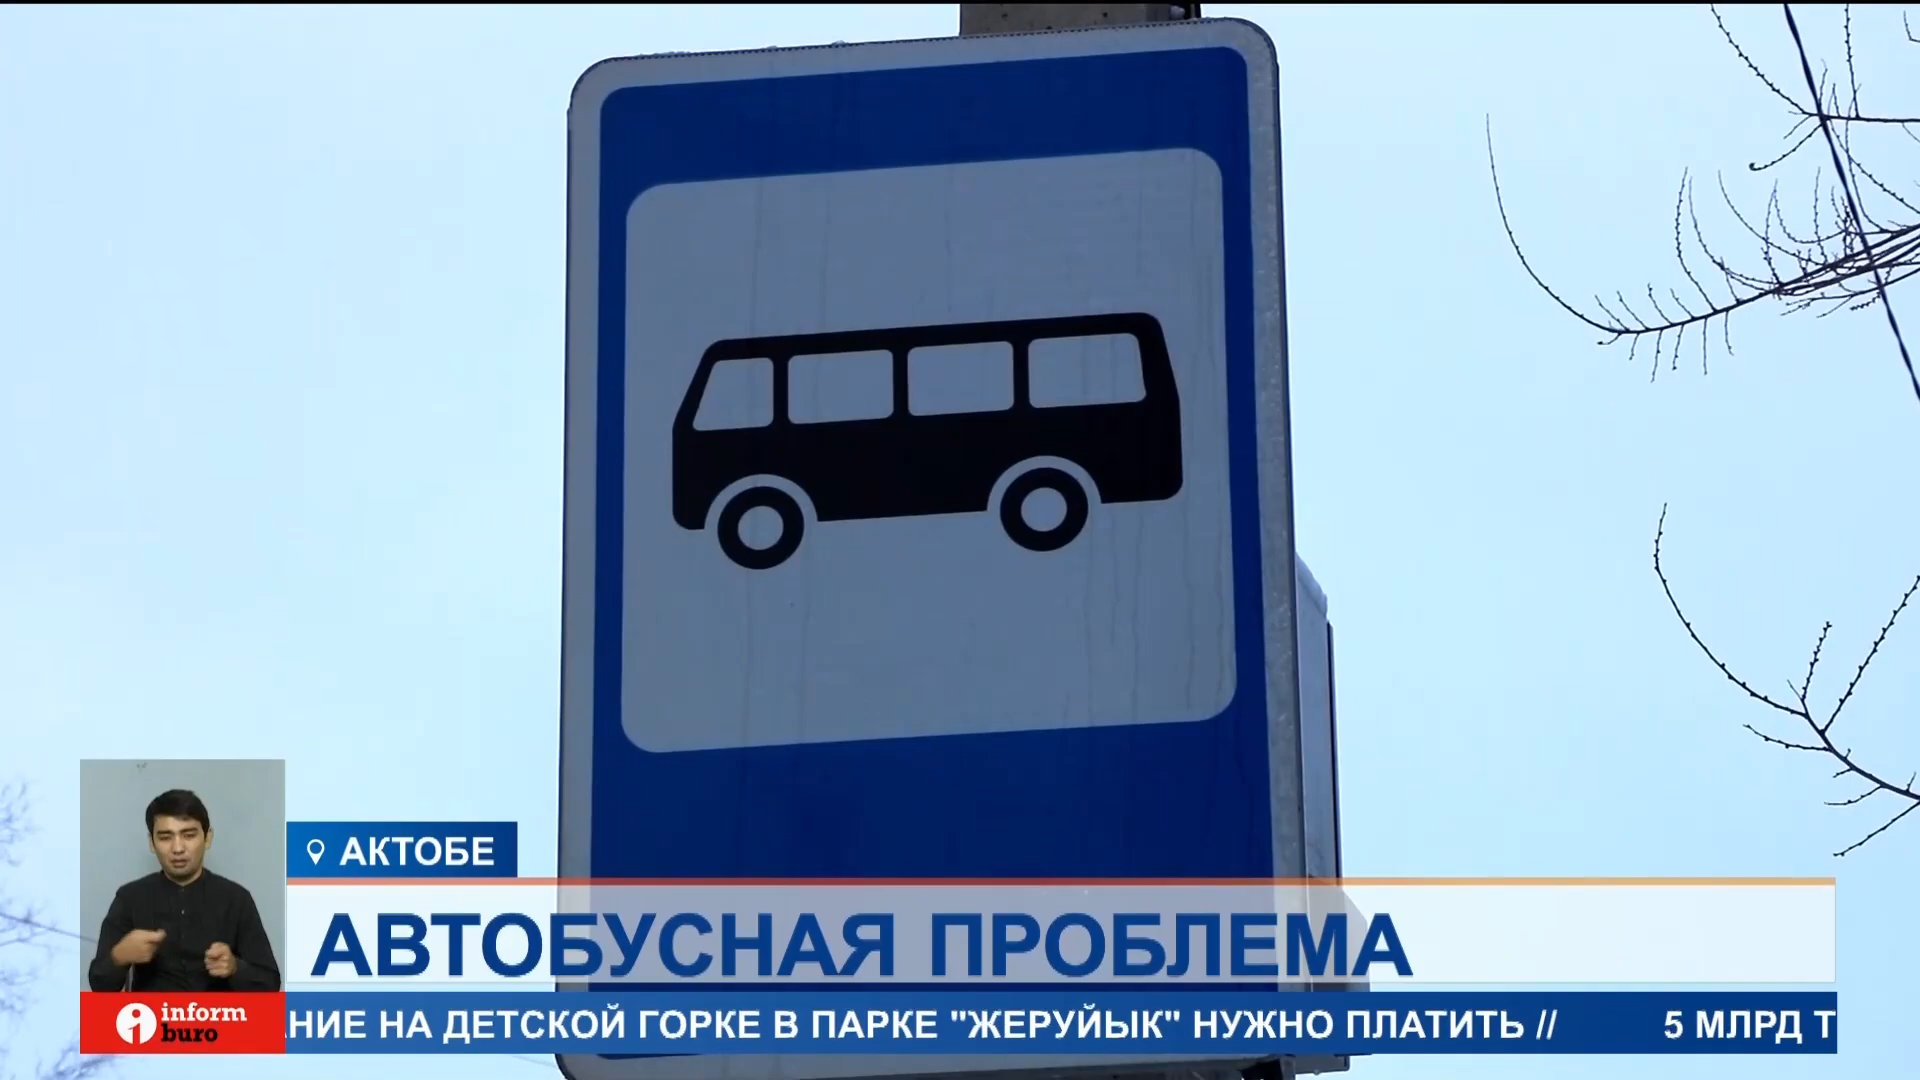 АКТОБЕ
АВТОБУСНАЯ ПРОБЛЕМА
inform
buro
НИЕ НА ДЕТСКОЙ ГОРКЕ В ПАРКЕ "ЖЕРУЙЫК" НУЖНО ПЛАТИТЬ // 5 МЛРД Т